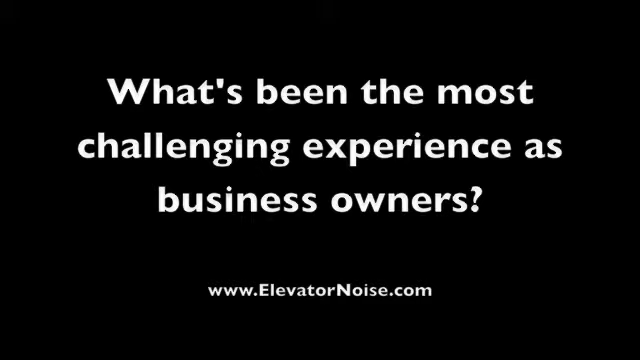 What's been the most
challenging experience as
business owners?
www.ElevatorNoise.com